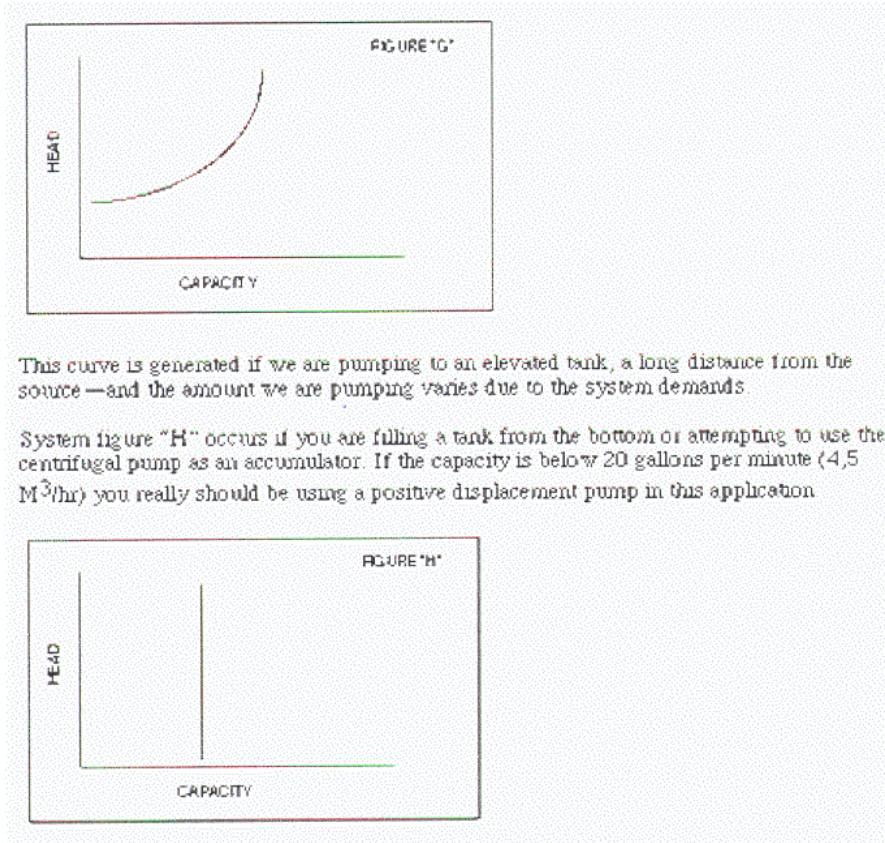 FIGURE "G"
HEAD
CAPACITY
This curve is generated if we are pumping to an elevated tank, a long distance from the
source—and the amount we are pumping varies due to the system demands.
System figure "H" occurs if you are filling a tank from the bottom or attempting to use the
centrifugal pump as an accumulator. If the capacity is below 20 gallons per minute (4,5
M3/hr) you really should be using a positive displacement pump in this application
FIGURE "H"
HEAD
CAPACITY